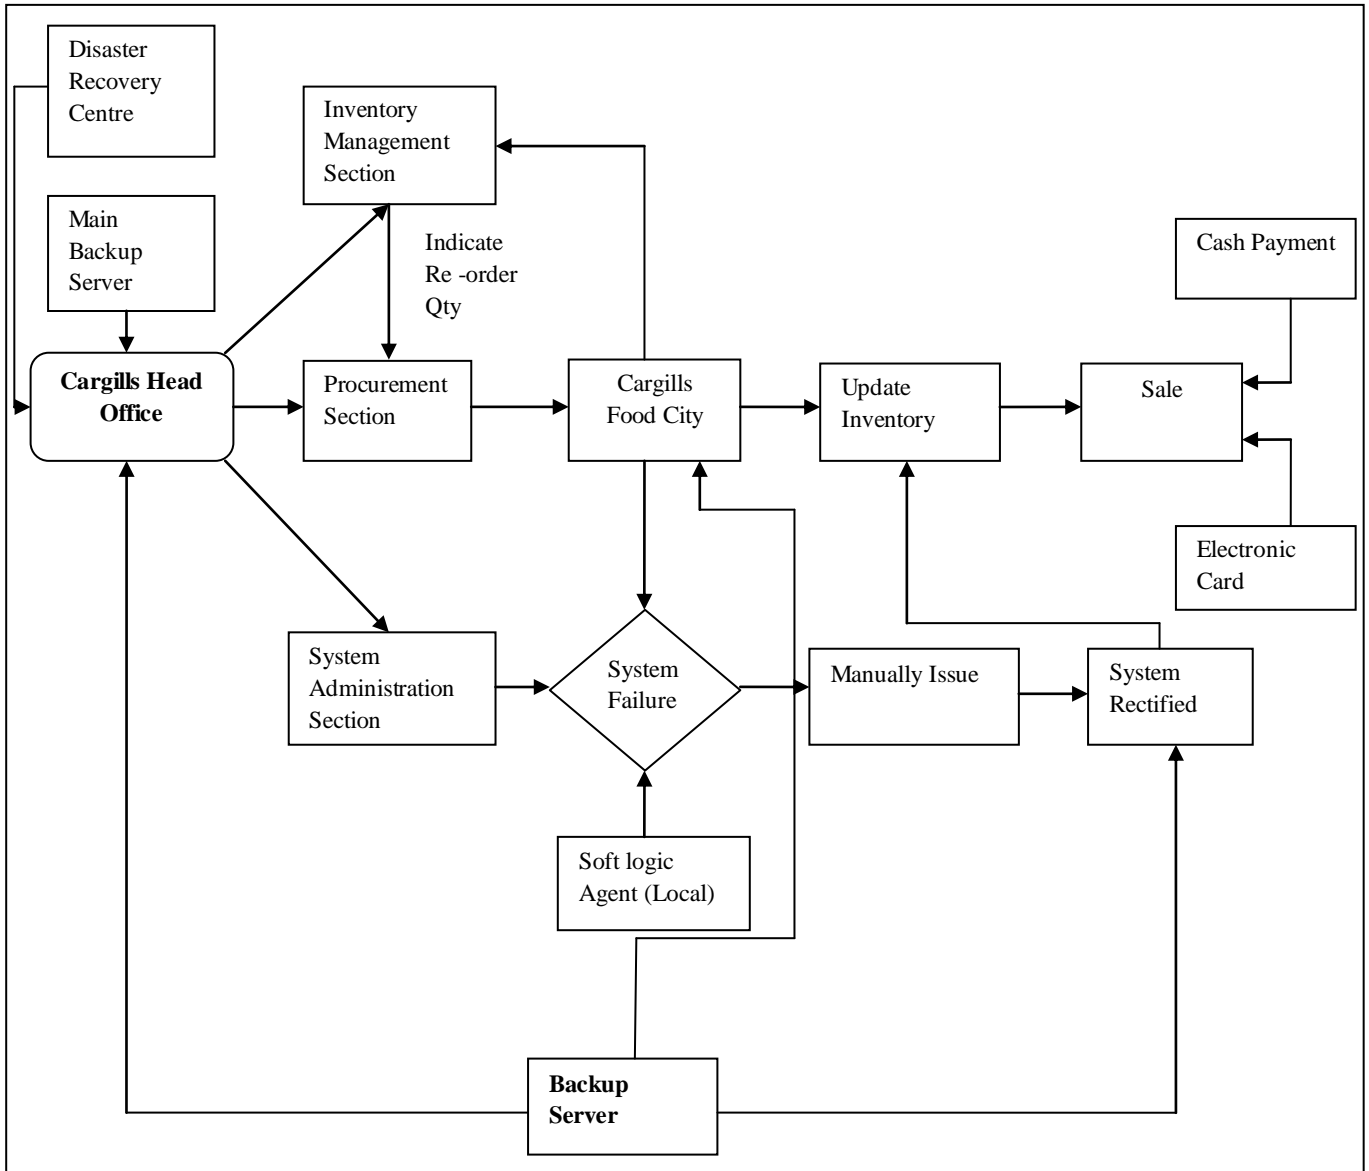 Disaster
Recovery
Centre
Inventory
Management
Section
Main
Backup
Server
Indicate
Re -order
Qty
Cash Payment
Cargills Head
Office
Procurement
Section
Cargills
Food City
Update
Inventory
Sale
Electronic
Card
System
Administration
Section
System
Failure
Manually Issue
System
Rectified
Soft logic
Agent (Local)
Backup
Server